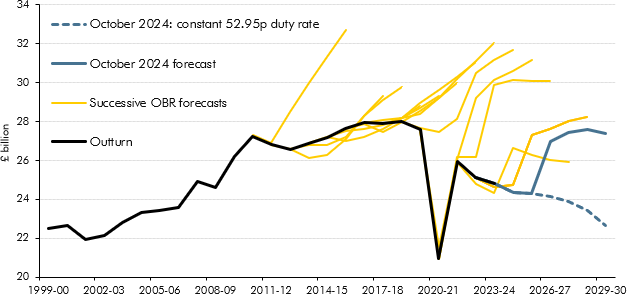 34
32
30
28
26
24
22
20
£ billion
October 2024: constant 52.95p duty rate
October 2024 forecast
Successive OBR forecasts
Outturn
1999-00 2002-03 2005-06 2008-09 2011-12 2014-15 2017-18 2020-21 2023-24 2026-27 2029-30